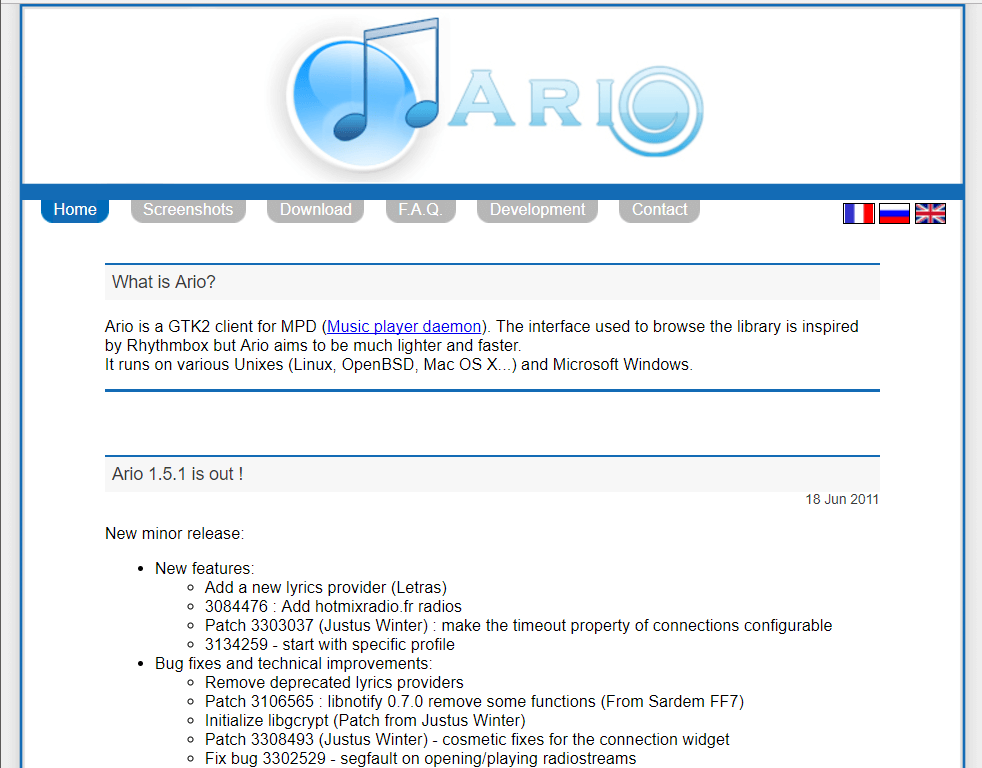 ARIO
Home
Screenshots
Download
F.A.Q.
Development
Contact
What is Ario?
Ario is a GTK2 client for MPD (Music player daemon). The interface used to browse the library is inspired
by Rhythmbox but Ario aims to be much lighter and faster.
It runs on various Unixes (Linux, OpenBSD, Mac OS X...) and Microsoft Windows.
Ario 1.5.1 is out !
18 Jun 2011
New minor release:
New features:
Add a new lyrics provider (Letras)
3084476 : Add hotmixradio.fr radios
Patch 3303037 (Justus Winter) : make the timeout property of connections configurable
3134259 - start with specific profile
Bug fixes and technical improvements:
Remove deprecated lyrics providers
Patch 3106565 : libnotify 0.7.0 remove some functions (From Sardem FF7)
Initialize libgcrypt (Patch from Justus Winter)
Patch 3308493 (Justus Winter) - cosmetic fixes for the connection widget
Fix bug 3302529 - segfault on opening/playing radiostreams